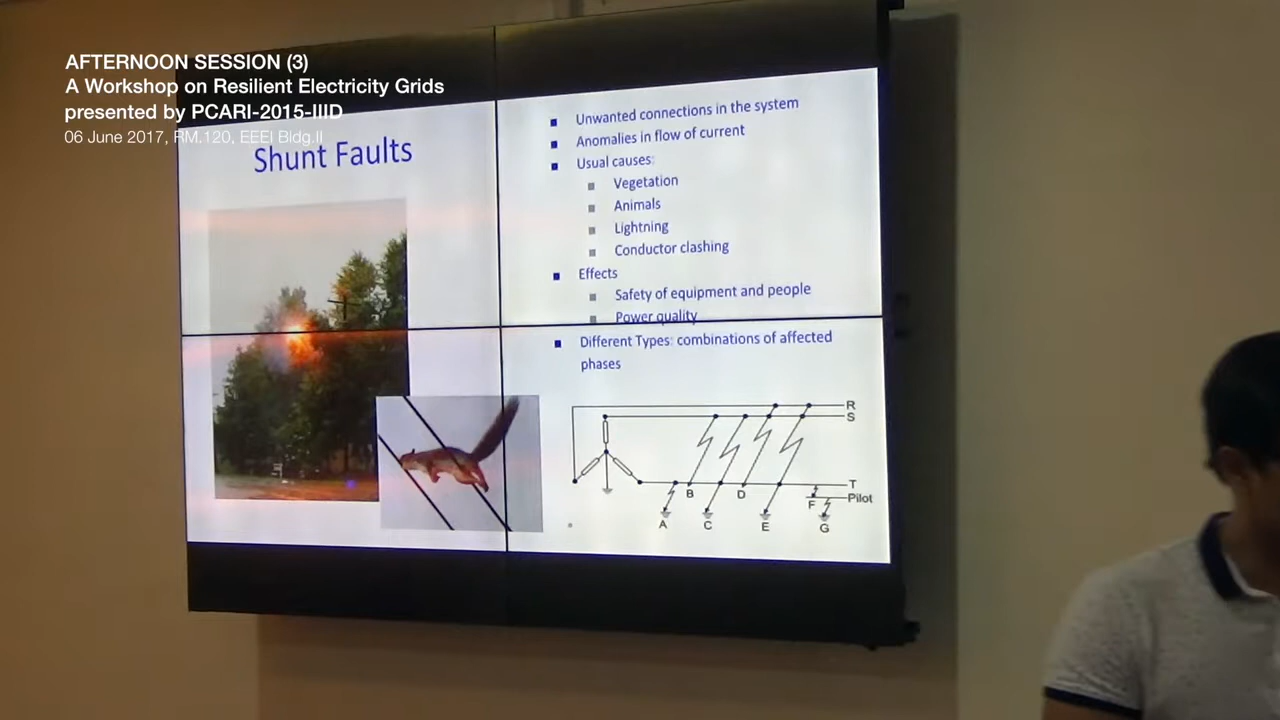 AFTERNOON SESSION (3)
A Workshop on Resilient Electricity Grids
presented by PCARI-2015-IIID
06 June 2017, RM.120, EEEI Bldg.II
Shunt Faults
Unwanted connections in the system
Anomalies in flow of current
Usual causes:
Vegetation
Animals
Lightning
Conductor clashing
Effects
Safety of equipment and people
Power quality
Different Types: combinations of affected
phases
R
S
T
Pilot
B
D
F
A
C
E
G